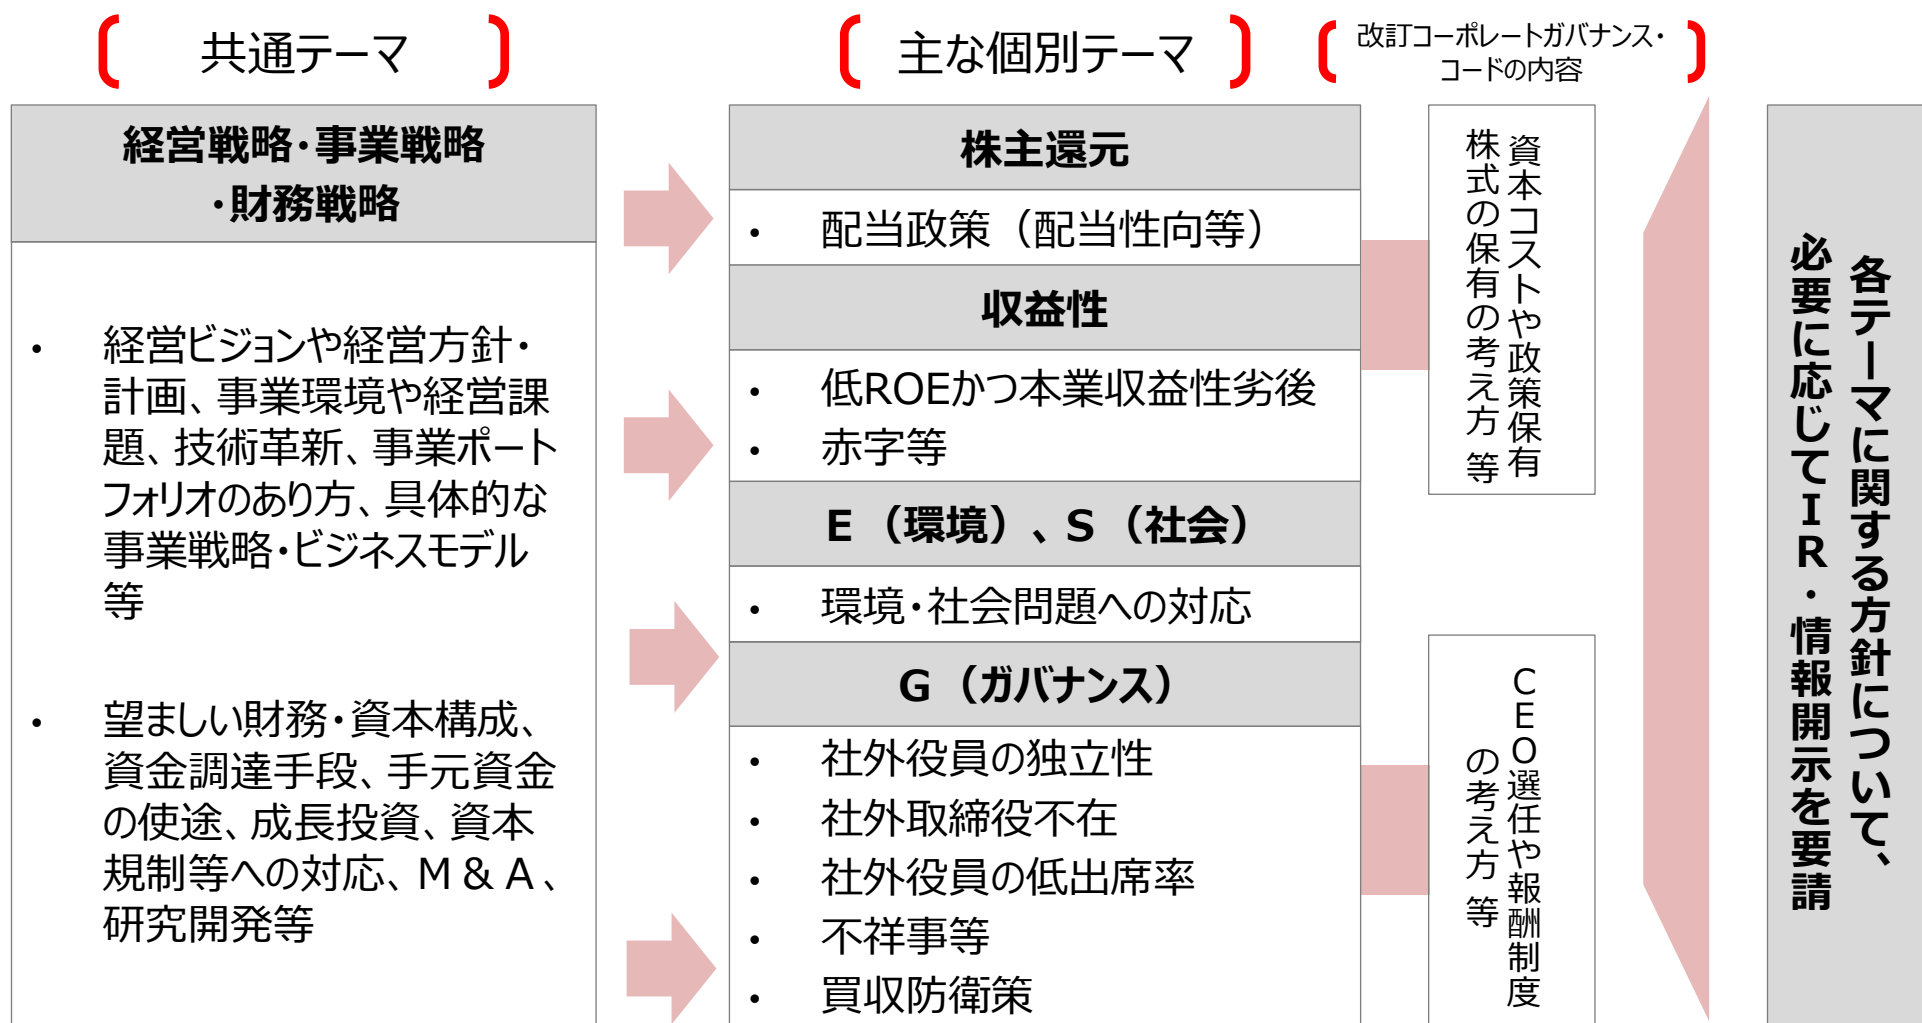 共通テーマ
経営戦略・事業戦略
・財務戦略
・ 経営ビジョンや経営方針・
計画、事業環境や経営課
題、技術革新、事業ポート
フォリオのあり方、具体的な
事業戦略・ビジネスモデル
等
・ 望ましい財務・資本構成、
資金調達手段、手元資金
の使途、成長投資、資本
規制等への対応、M&A、
研究開発等
主な個別テーマ
株主還元
・ 配当政策（配当性向等）
収益性
・ 低ROEかつ本業収益性劣後
・ 赤字等
E（環境）、S（社会）
・ 環境・社会問題への対応
G（ガバナンス）
・ 社外役員の独立性
・ 社外取締役不在
・ 社外役員の低出席率
・ 不祥事等
・ 買収防衛策
改訂コーポレートガバナンス・
コードの内容
資本コストや政策保有
株式の保有の考え方 等
CEO選任や報酬制度
の考え方 等
各テーマに関する方針について、
必要に応じてIR・情報開示を要請